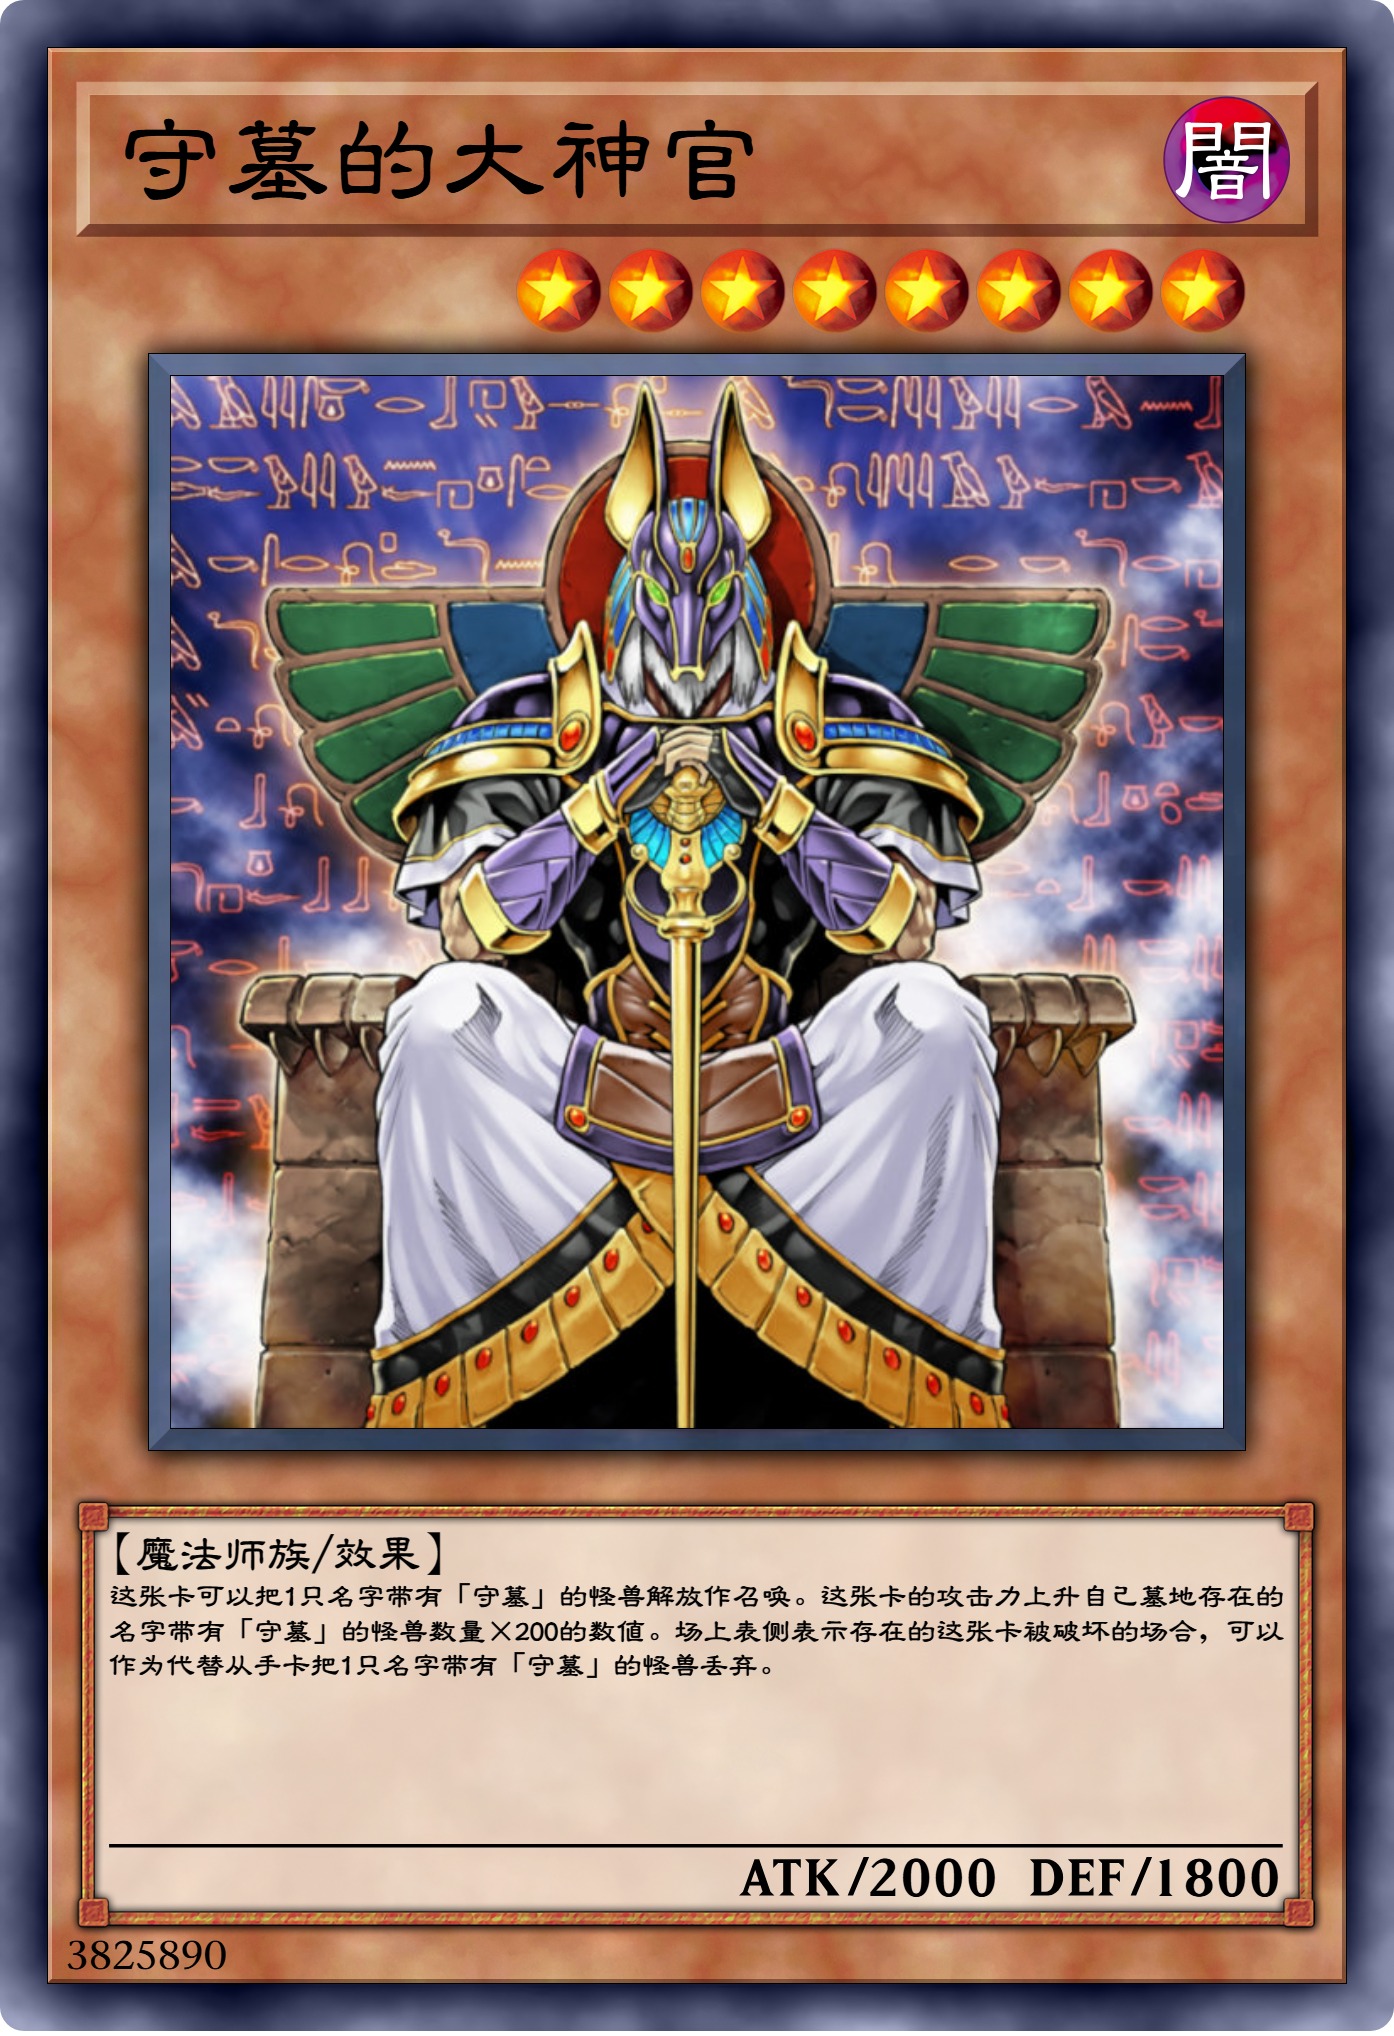 守墓的大神官
闇
【魔法师族/效果】
这张卡可以把1只名字带有「守墓」的怪兽解放作召唤。这张卡的攻击力上升自己墓地存在的
名字带有「守墓」的怪兽数量×200的数值。场上表侧表示存在的这张卡被破坏的场合，可以
作为代替从手卡把1只名字带有「守墓」的怪兽丢弃。
ATK/2000 DEF/1800
3825890